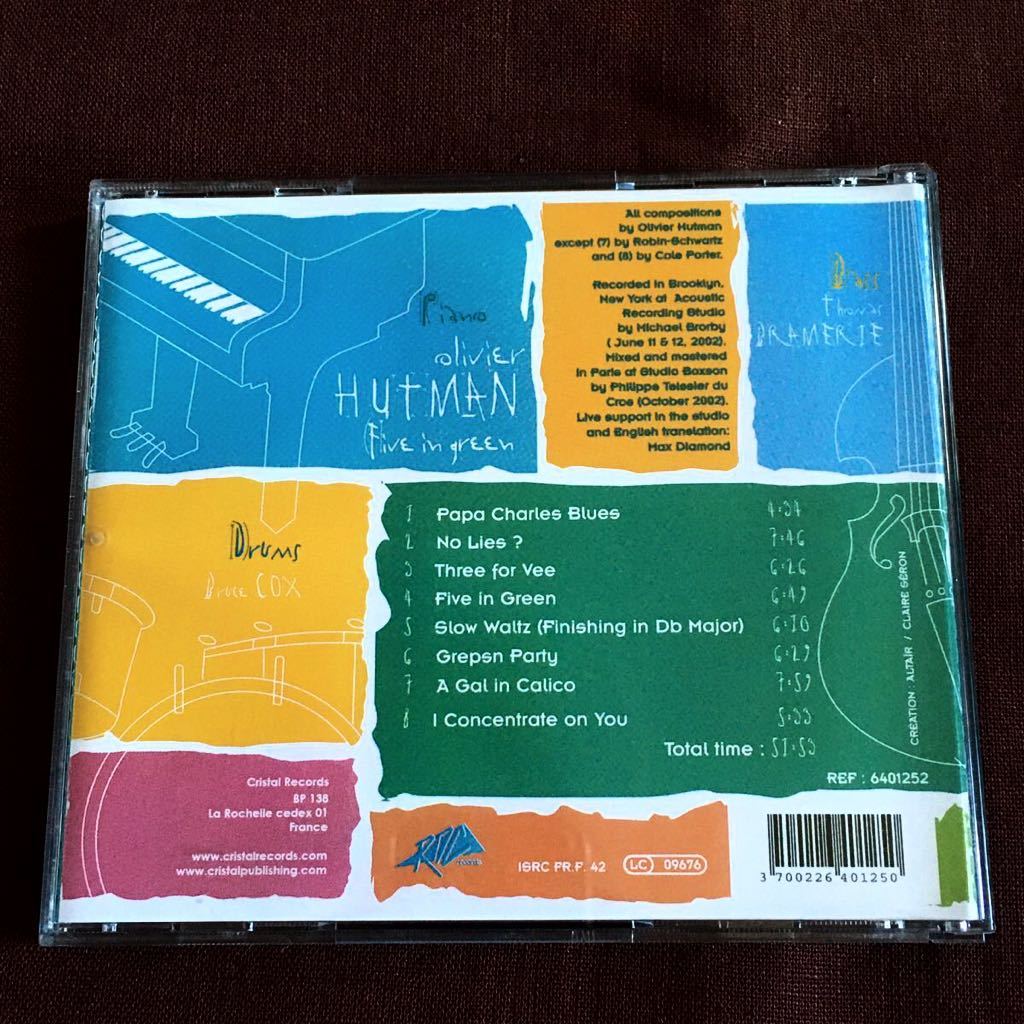 Piano
olivier
HUTMAN
Five in green
All compositions
by Olivier Hutman
except (7) by Robin-Schwartz
and (8) by Cole Porter.
Recorded in Brooklyn,
New York at Acoustic
Recording Studio
by Michael Brorby
( June 11 & 12, 2002).
Mixed and mastered
in Paris at Studio Boxson
by Philippe Teissier du
Cros (October 2002).
Live support in the studio
and English translation:
Max Diamond
Bass
thomas
BRAMERIE
Drums
Bruce COX
1 Papa Charles Blues 4:34
2 No Lies ? 7:46
3 Three for Vee 6:26
4 Five in Green 6:49
5 Slow Waltz (Finishing in Db Major) 6:10
6 Grepsn Party 6:29
7 A Gal in Calico 7:59
8 I Concentrate on You 5:33
Total time : 51:53
REF : 6401252
CRÉATION : ALTAÏR / CLAIRE SÉRON
Cristal Records
BP 138
La Rochelle cedex 01
France
www.cristalrecords.com
www.cristalpublishing.com
records
ISRC FR.P. 42
LC 09676
3 700226 401250